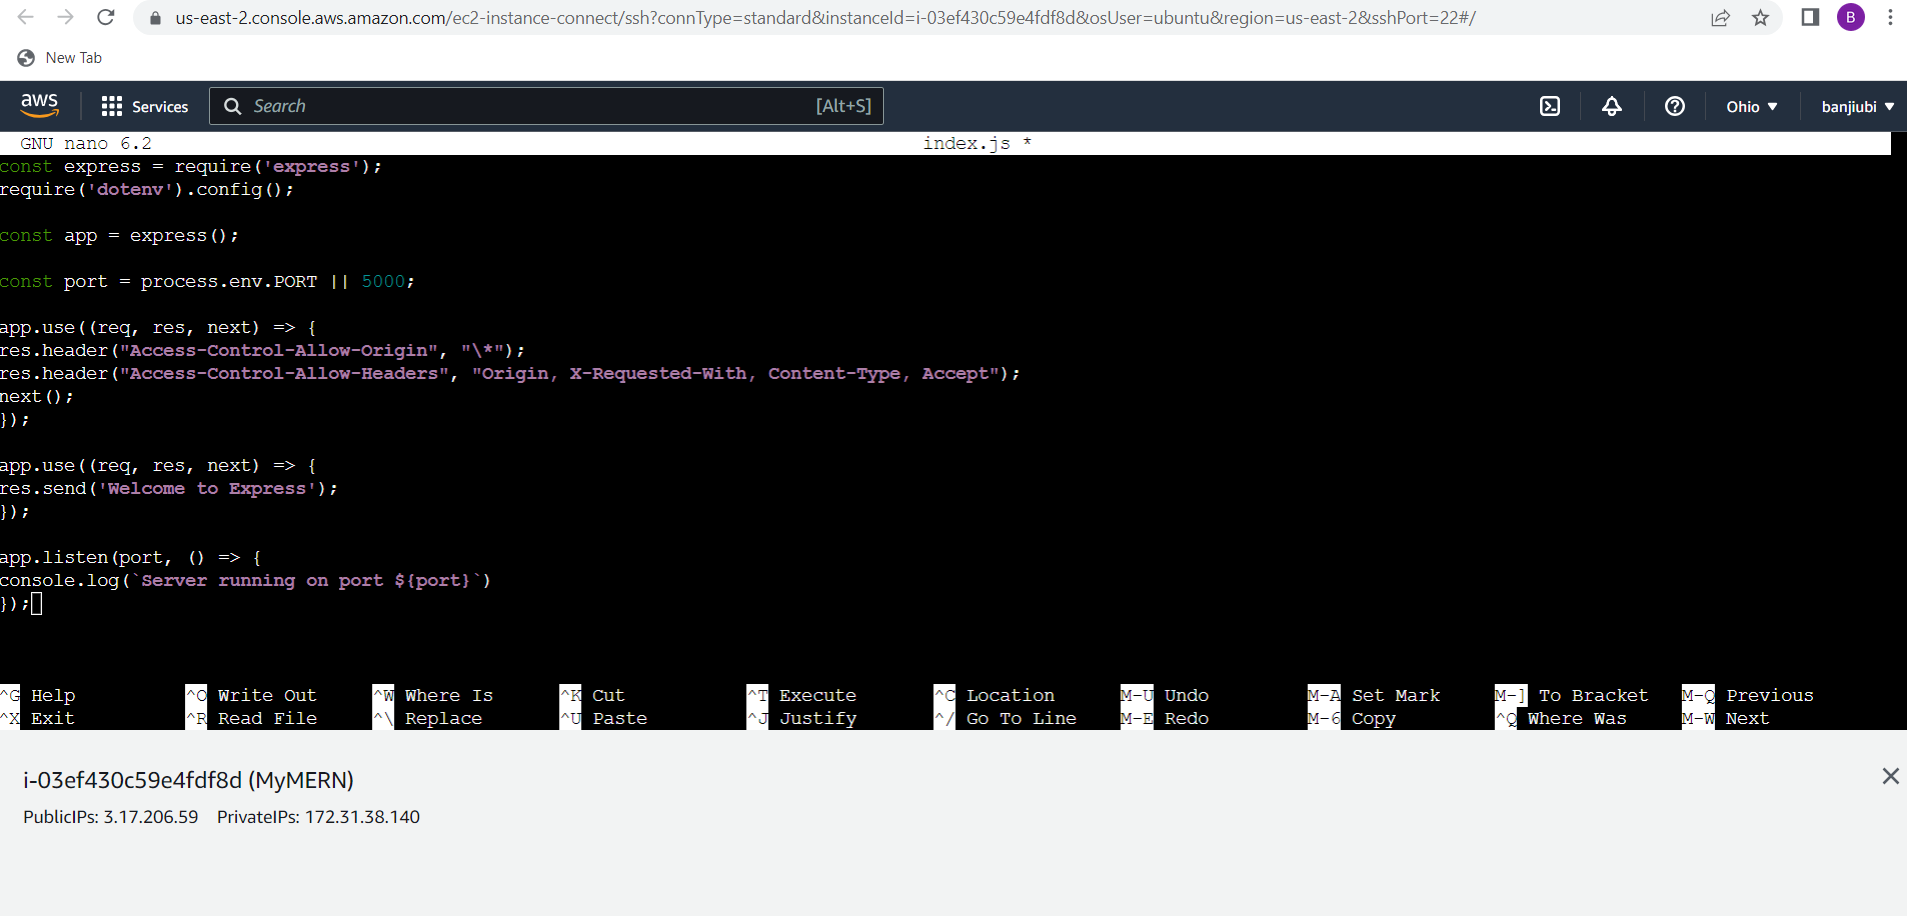 us-east-2.console.aws.amazon.com/ec2-instance-connect/ssh?connType=standard&instanceId=i-03ef430c59e4fdf8d&osUser=ubuntu&region=us-east-2&sshPort=22#/
B
New Tab
aws Services Search [Alt+S] Ohio banjiubi
GNU nano 6.2 index.js *
const express = require('express');
require('dotenv').config();
const app = express();
const port = process.env.PORT || 5000;
app.use((req, res, next) => {
res.header("Access-Control-Allow-Origin", "\*");
res.header("Access-Control-Allow-Headers", "Origin, X-Requested-With, Content-Type, Accept");
next();
});
app.use((req, res, next) => {
res.send('Welcome to Express');
});
app.listen(port, () => {
console.log(`Server running on port ${port}`)
});
^G Help ^O Write Out ^W Where Is ^K Cut ^T Execute ^C Location M-U Undo M-A Set Mark M-] To Bracket M-Q Previous
^X Exit ^R Read File ^\ Replace ^U Paste ^J Justify ^/ Go To Line M-E Redo M-6 Copy ^Q Where Was M-W Next
i-03ef430c59e4fdf8d (MyMERN)
PublicIPs: 3.17.206.59 PrivateIPs: 172.31.38.140